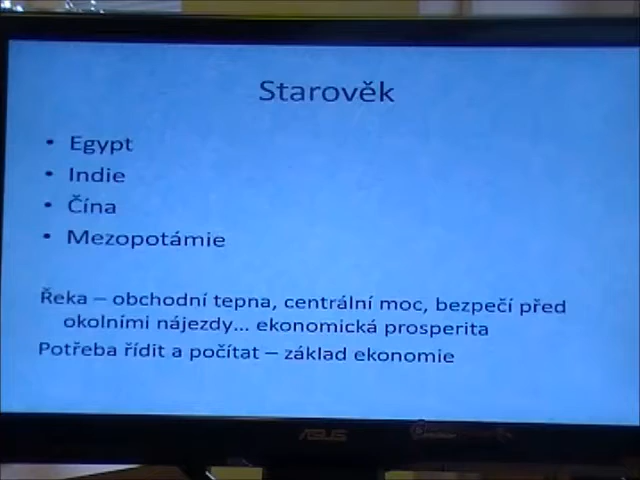 Starověk
• Egypt
• Indie
• Čína
• Mezopotámie
Řeka – obchodní tepna, centrální moc, bezpečí před
okolními nájezdy... ekonomická prosperita
Potřeba řídit a počítat – základ ekonomie
ASUS